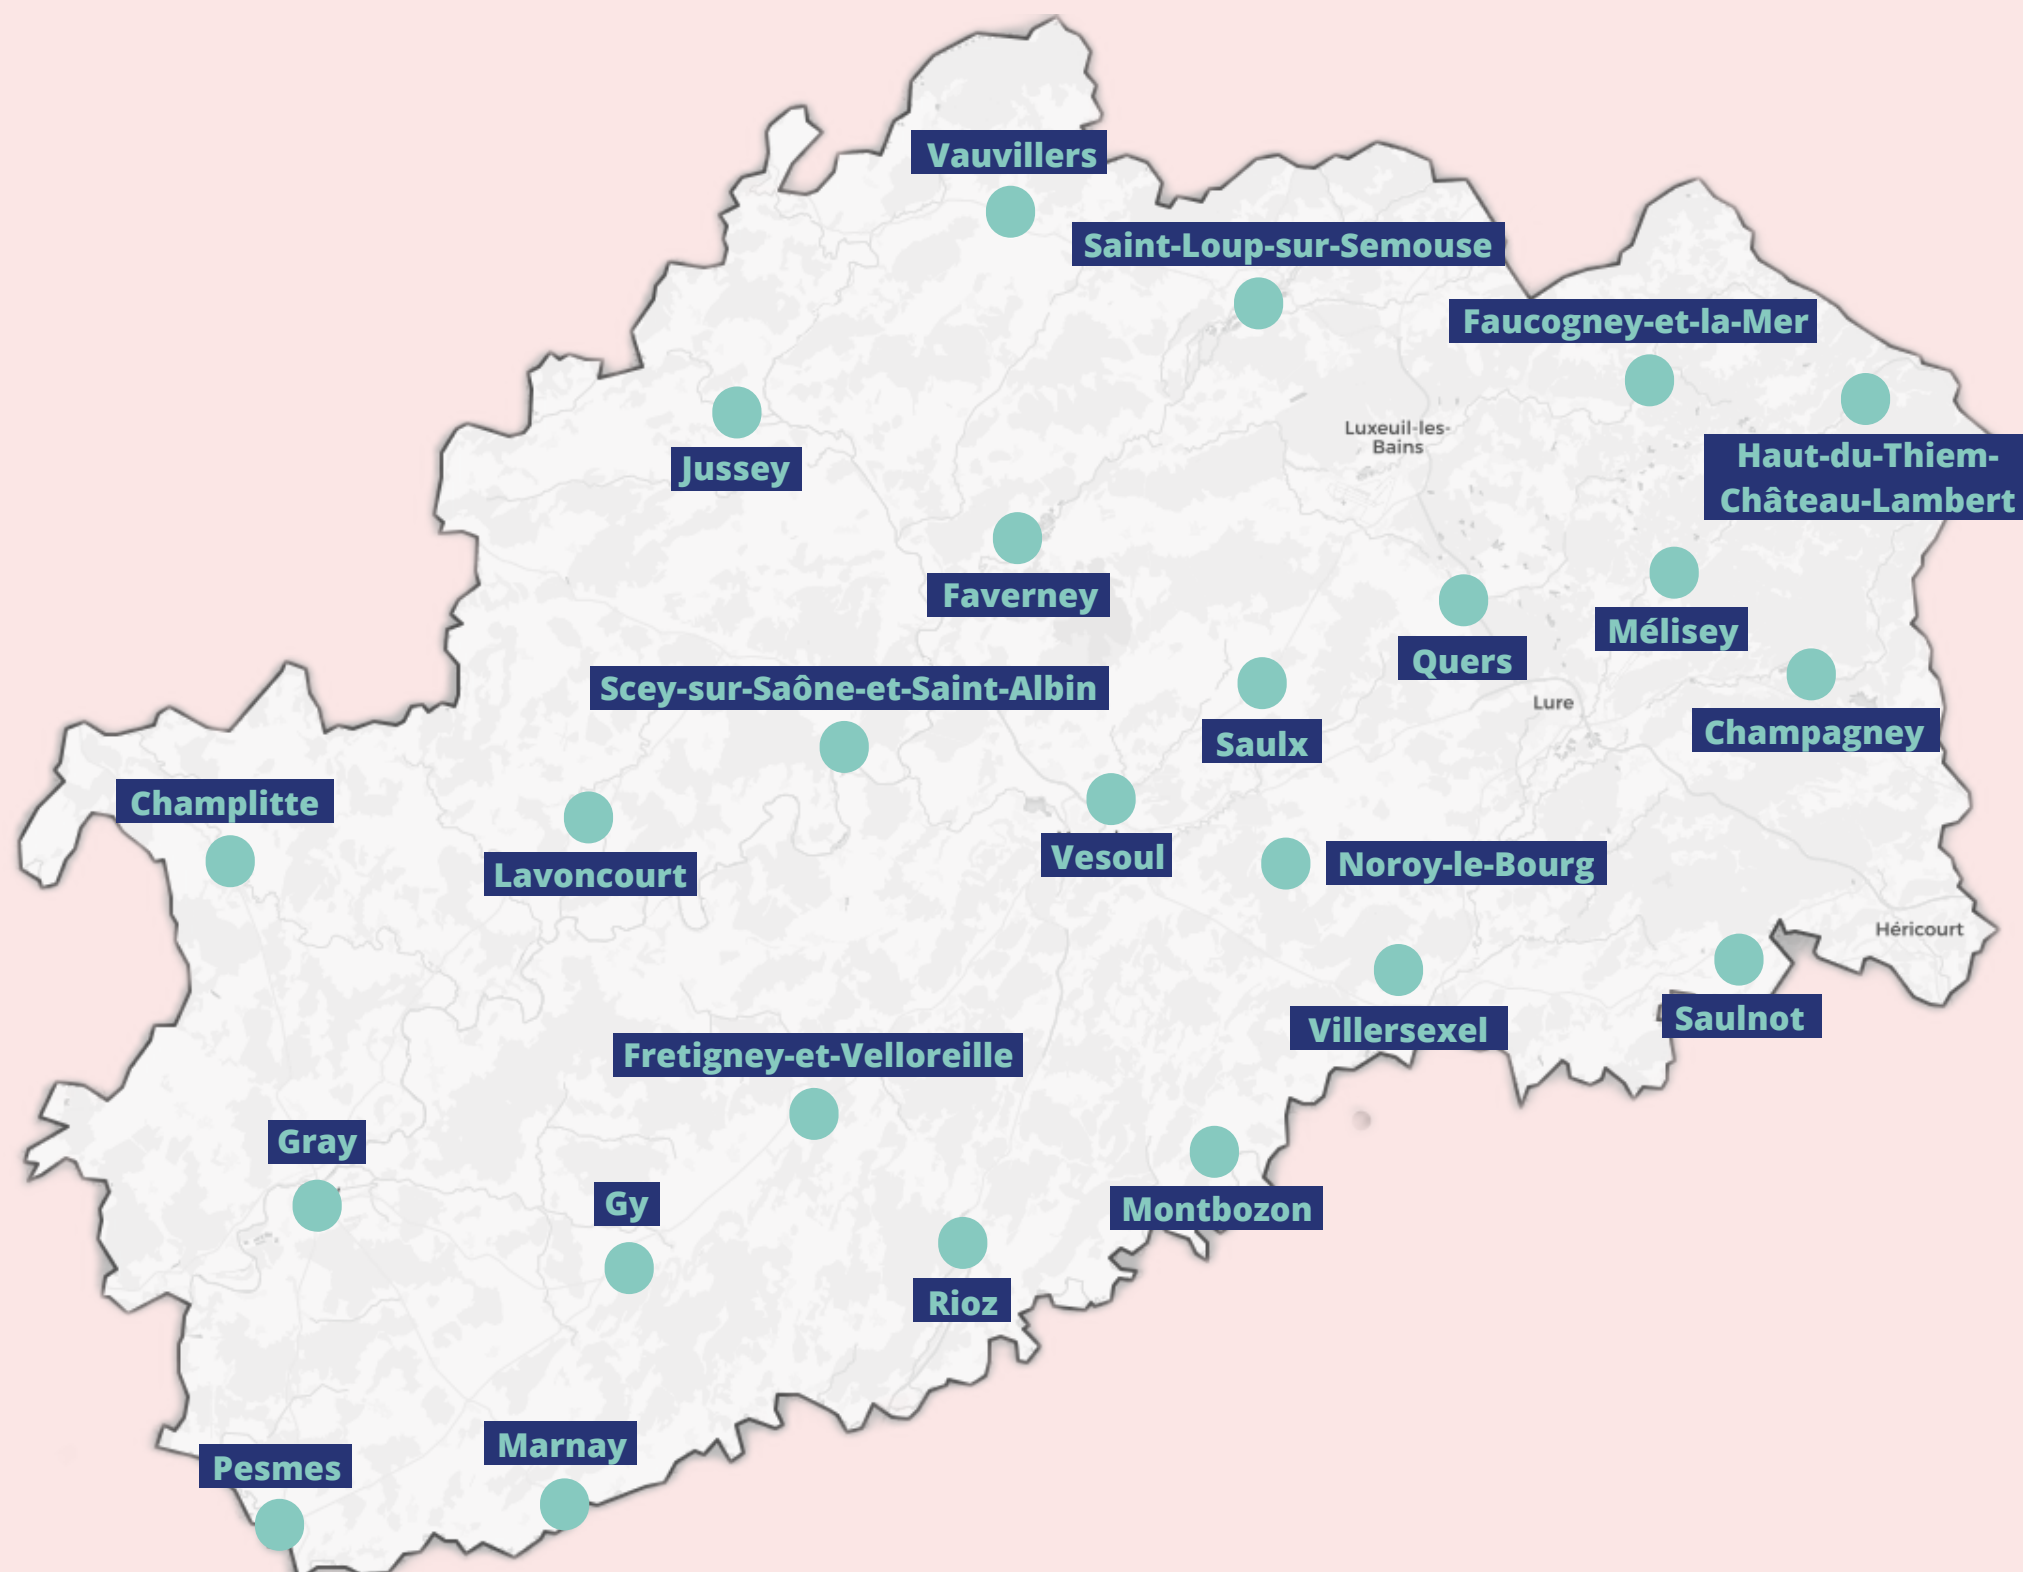 Vauvillers
Saint-Loup-sur-Semouse
Faucogney-et-la-Mer
Luxeuil-les-
Bains
Haut-du-Thiem-
Château-Lambert
Jussey
Faverney
Mélisey
Quers
Scey-sur-Saône-et-Saint-Albin
Lure
Champagney
Saulx
Champlitte
Vesoul
Noroy-le-Bourg
Lavoncourt
Héricourt
Saulnot
Villersexel
Fretigney-et-Velloreille
Gray
Gy
Montbozon
Rioz
Marnay
Pesmes